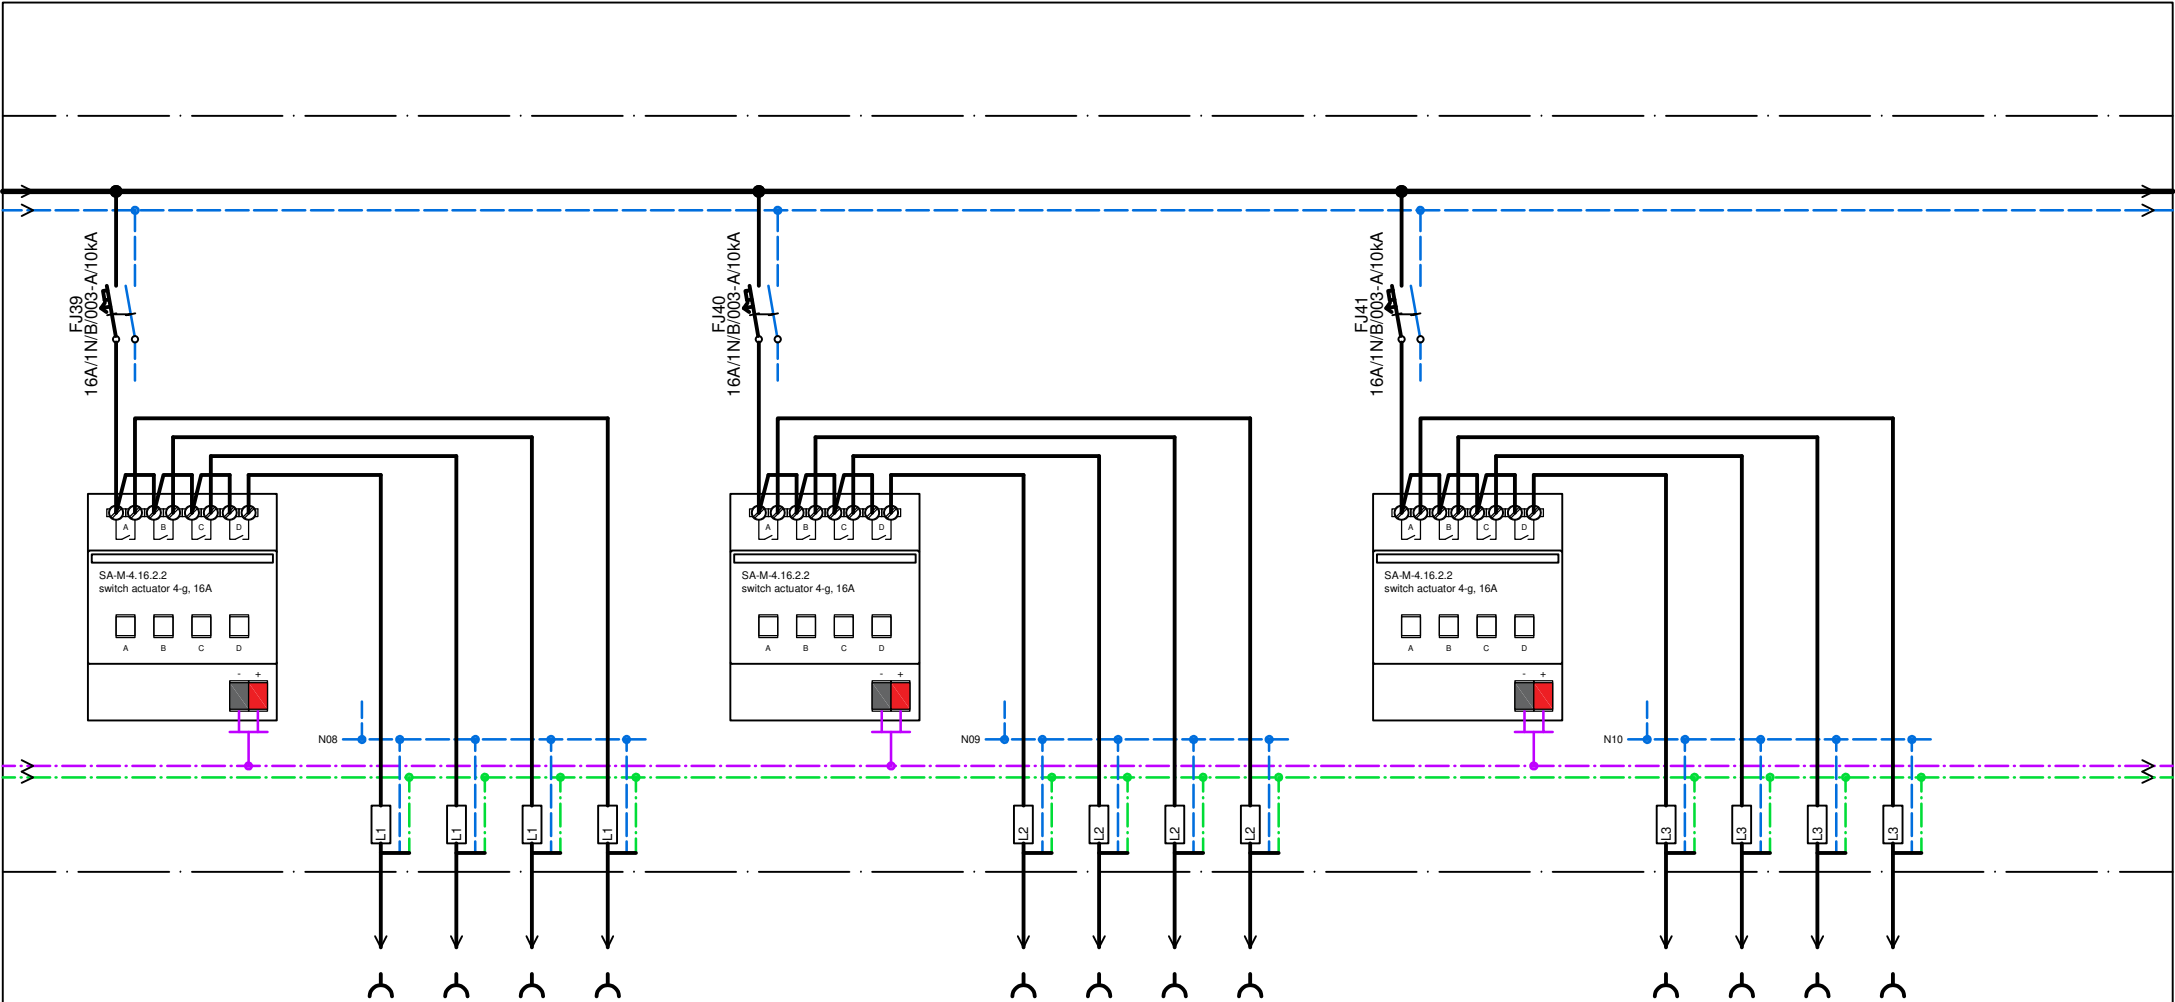 FJ39
16A/1N/B/003-A/10kA
FJ40
16A/1N/B/003-A/10kA
FJ41
16A/1N/B/003-A/10kA
A B C D
SA-M-4.16.2.2
switch actuator 4-g, 16A
A B C D
- +
A B C D
SA-M-4.16.2.2
switch actuator 4-g, 16A
A B C D
- +
A B C D
SA-M-4.16.2.2
switch actuator 4-g, 16A
A B C D
- +
N08
N09
N10
L1 L1 L1 L1
L2 L2 L2 L2
L3 L3 L3 L3